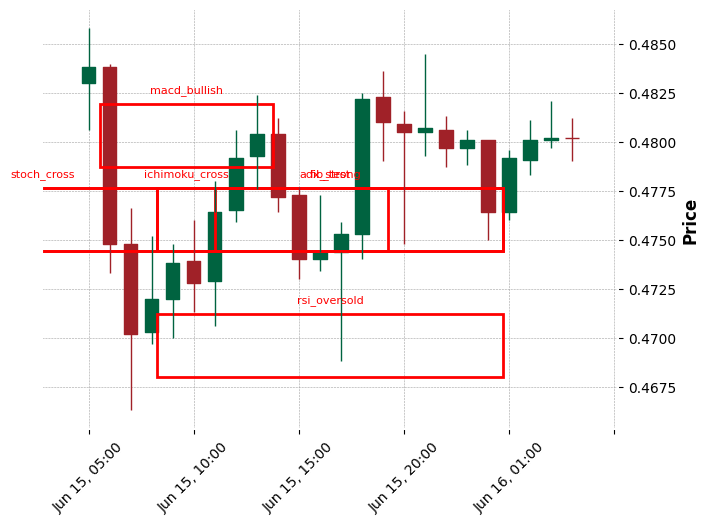 0.4850
0.4825
macd_bullish
0.4800
stoch_cross
ichimoku_cross
fib_test
0.4775
0.4750
0.4725
rsi_oversold
0.4700
0.4675
Price
Jun 15, 05:00
Jun 15, 10:00
Jun 15, 15:00
Jun 15, 20:00
Jun 16, 01:00